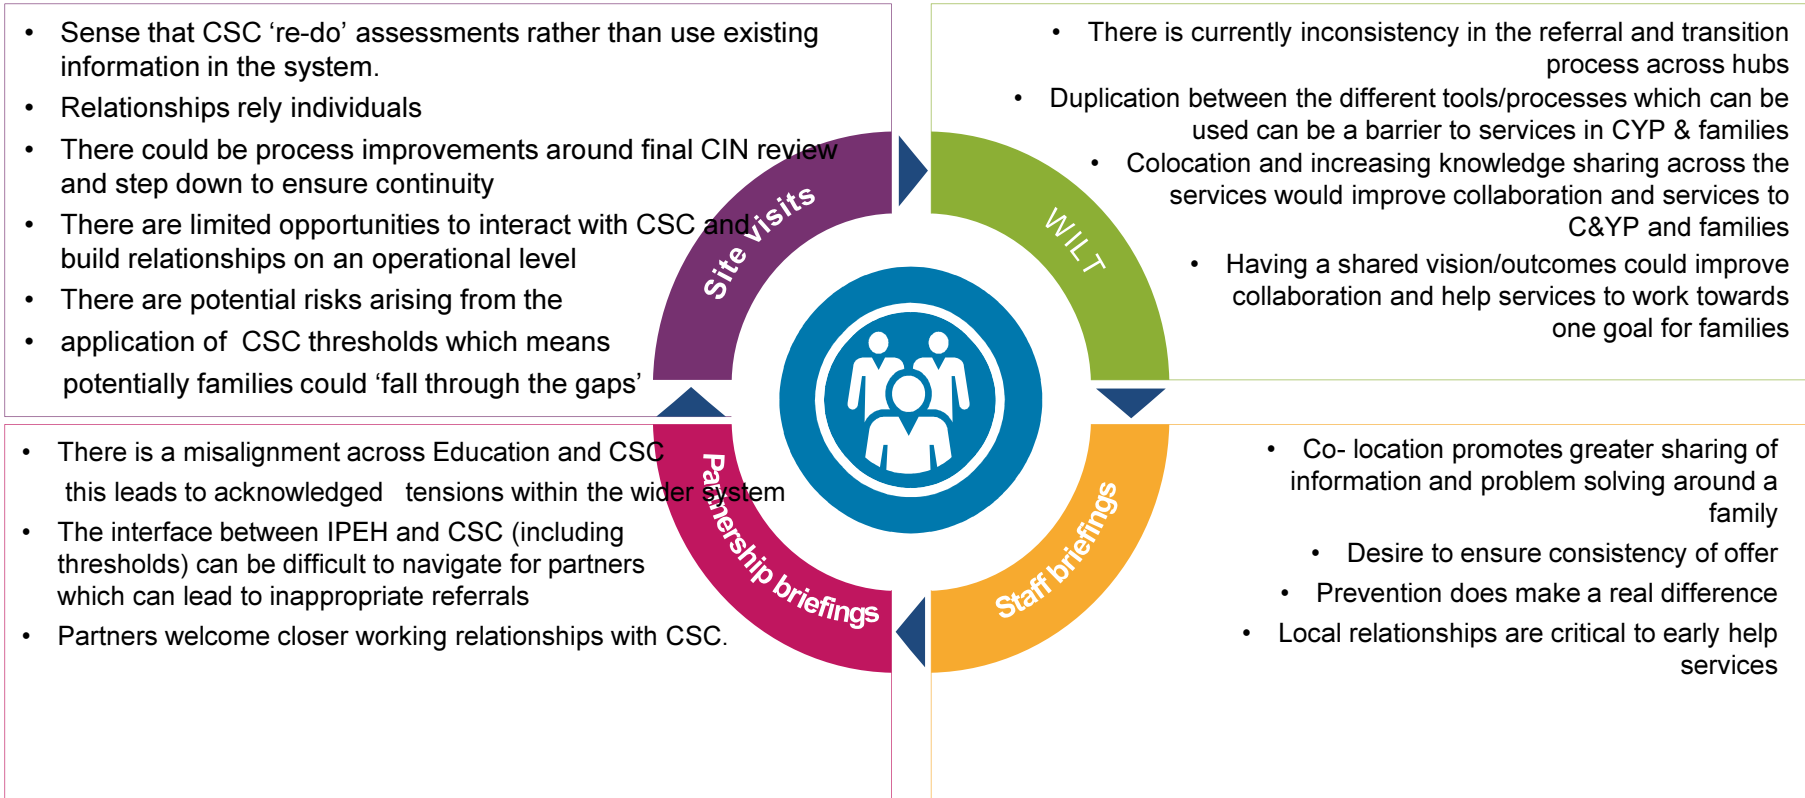 • Sense that CSC ‘re-do’ assessments rather than use existing
information in the system.
• Relationships rely individuals
• There could be process improvements around final CIN review
and step down to ensure continuity
• There are limited opportunities to interact with CSC and
build relationships on an operational level
• There are potential risks arising from the
• application of CSC thresholds which means
potentially families could ‘fall through the gaps’
Site visits
• There is currently inconsistency in the referral and transition
process across hubs
• Duplication between the different tools/processes which can be
used can be a barrier to services in CYP & families
• Colocation and increasing knowledge sharing across the
services would improve collaboration and services to
C&YP and families
• Having a shared vision/outcomes could improve
collaboration and help services to work towards
one goal for families
WILT
• There is a misalignment across Education and CSC
this leads to acknowledged tensions within the wider system
• The interface between IPEH and CSC (including
thresholds) can be difficult to navigate for partners
which can lead to inappropriate referrals
• Partners welcome closer working relationships with CSC.
Partnership briefings
• Co- location promotes greater sharing of
information and problem solving around a
family
• Desire to ensure consistency of offer
• Prevention does make a real difference
• Local relationships are critical to early help
services
Staff briefings